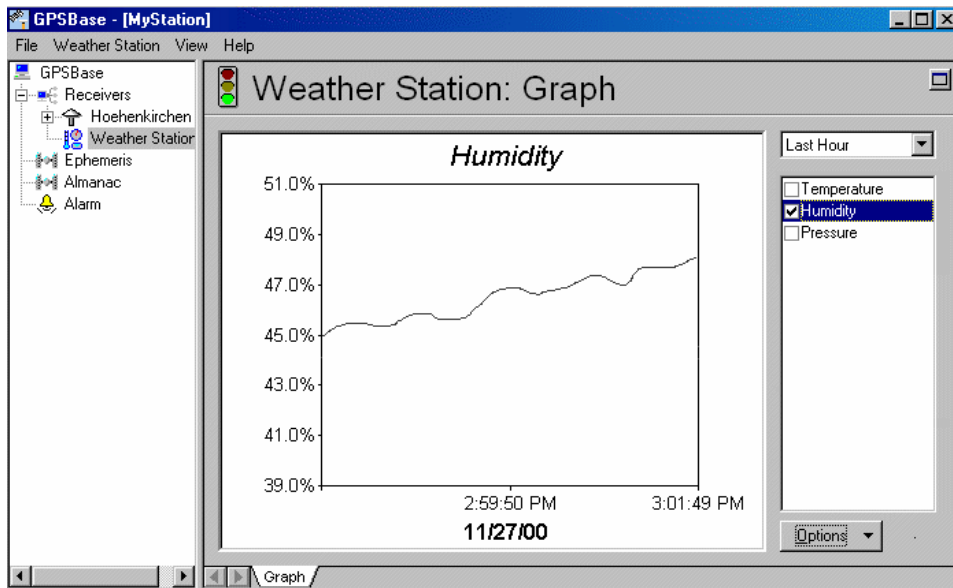 GPSBase - [MyStation]
File Weather Station View Help
GPSBase
Receivers
Hoehenkirchen
Weather Station
Ephemeris
Almanac
Alarm
Weather Station: Graph
Humidity
51.0%
49.0%
47.0%
45.0%
43.0%
41.0%
39.0%
2:59:50 PM 3:01:49 PM
11/27/00
Last Hour
Temperature
Humidity
Pressure
Options
Graph